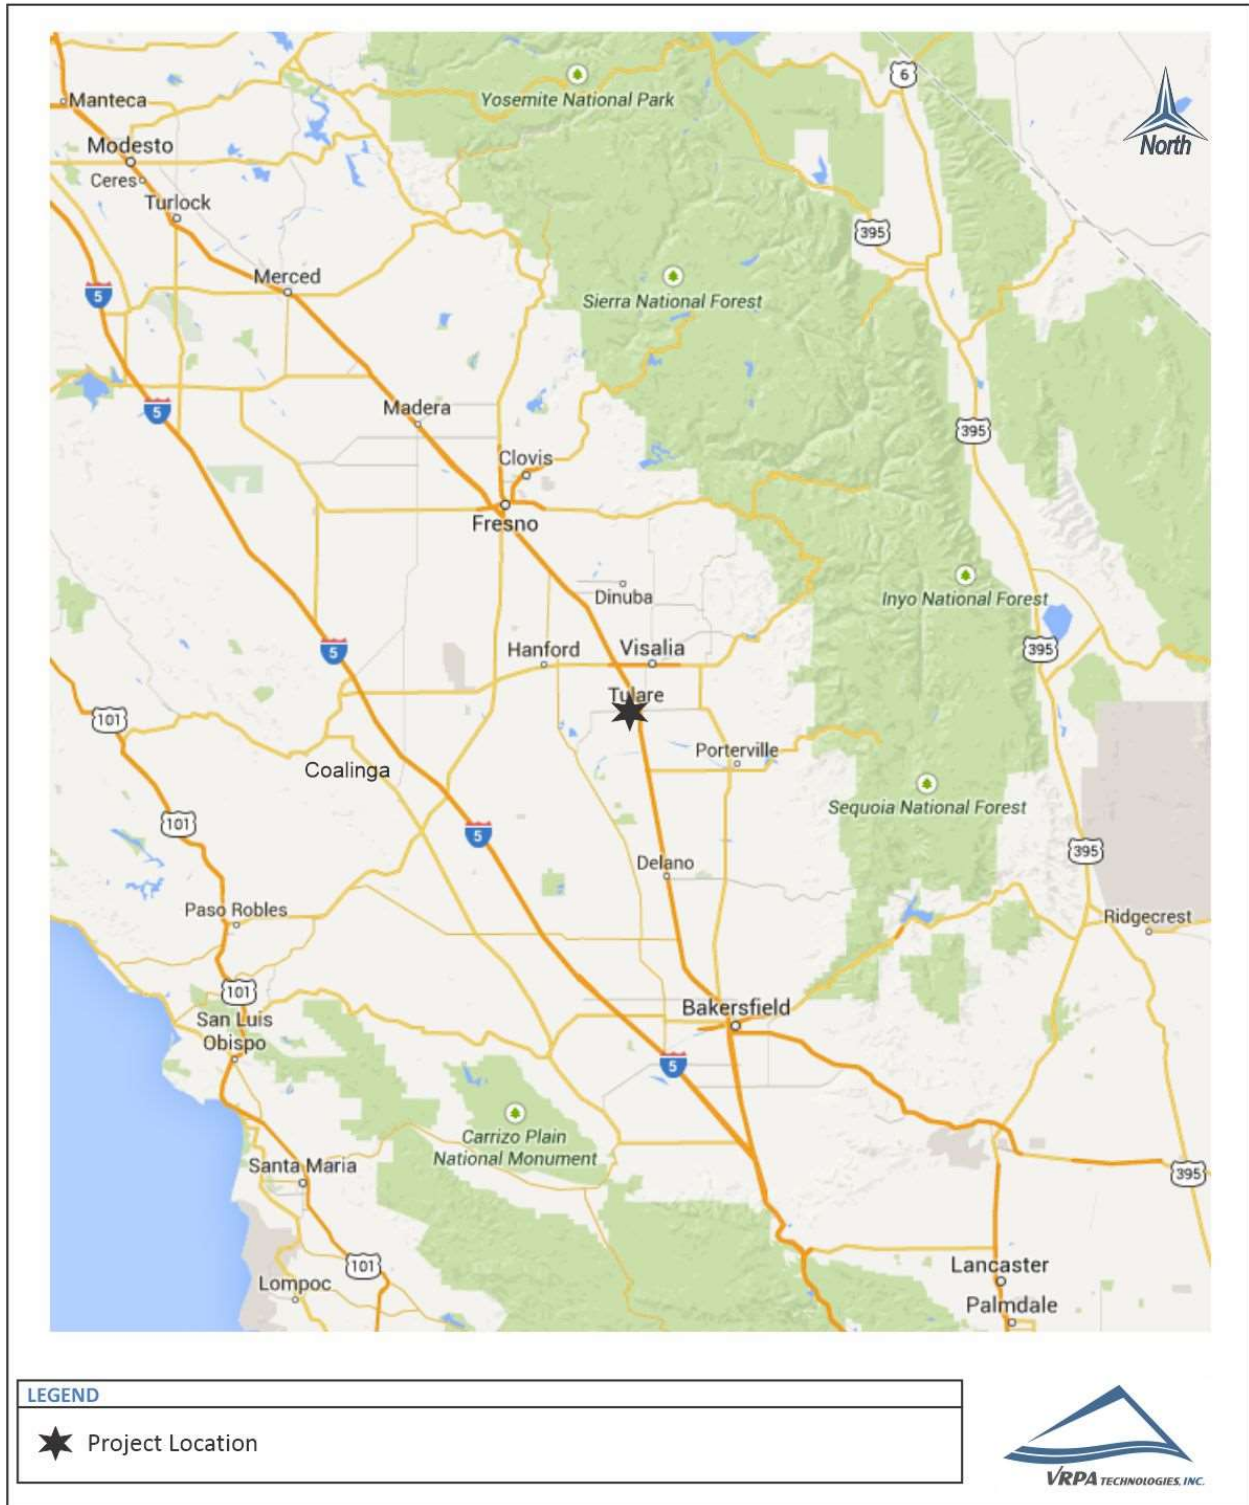 Yosemite National Park
6
North
Manteca
Modesto
Ceres
Turlock
395
Merced
5
Sierra National Forest
5
Madera
395
Clovis
Fresno
Dinuba
Inyo National Forest
Hanford
Visalia
5
395
Tulare
101
Porterville
Coalinga
Sequoia National Forest
101
5
395
Delano
Paso Robles
Ridgecrest
101
San Luis
Obispo
Bakersfield
5
Carrizo Plain
National Monument
Santa Maria
395
101
Lompoc
Lancaster
Palmdale
LEGEND
Project Location
VRPA TECHNOLOGIES, INC.